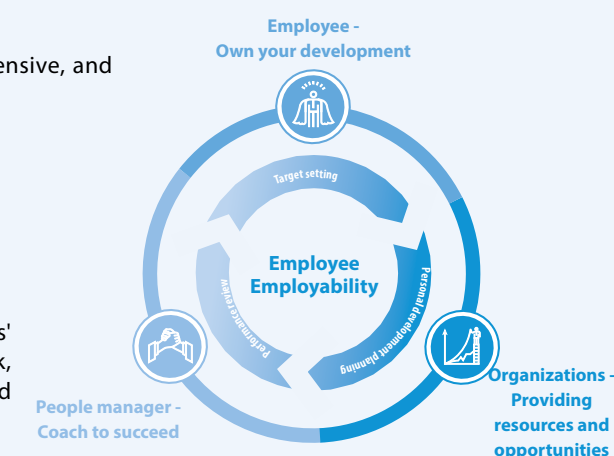 Employee -
Own your development
ensive, and
Target setting
Employee
Employability
Personal development planning
Performance review
s'
k,
d
People manager -
Coach to succeed
Organizations -
Providing
resources and
opportunities